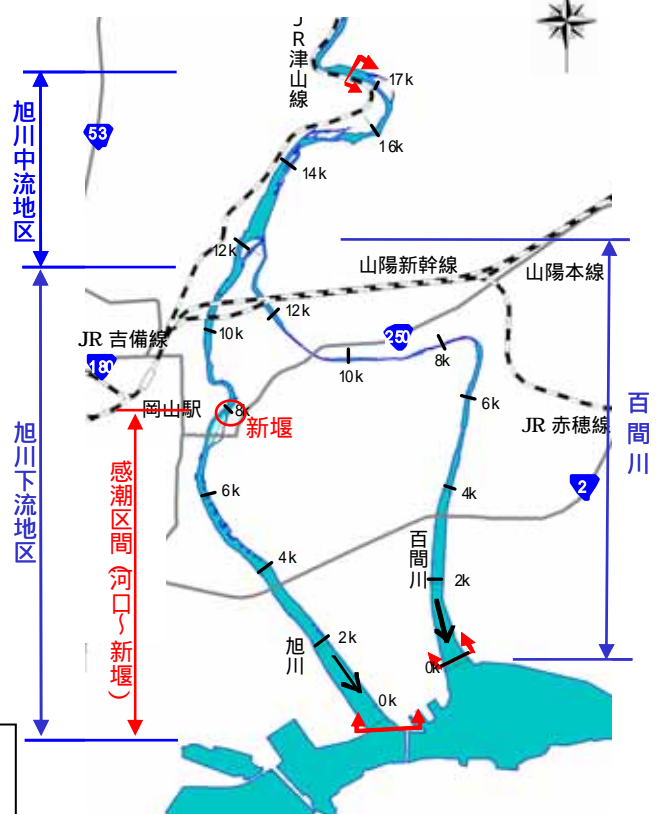 JR津山線
17k
16k
14k
12k
53
旭川中流地区
山陽新幹線
山陽本線
12k
10k
250
JR 吉備線
180
10k
8k
岡山駅
8k
新堰
6k
JR 赤穂線
百間川
旭川下流地区
感潮区間(河口~新堰)
6k
4k
2
百間川
4k
2k
旭川
2k
0k
0k